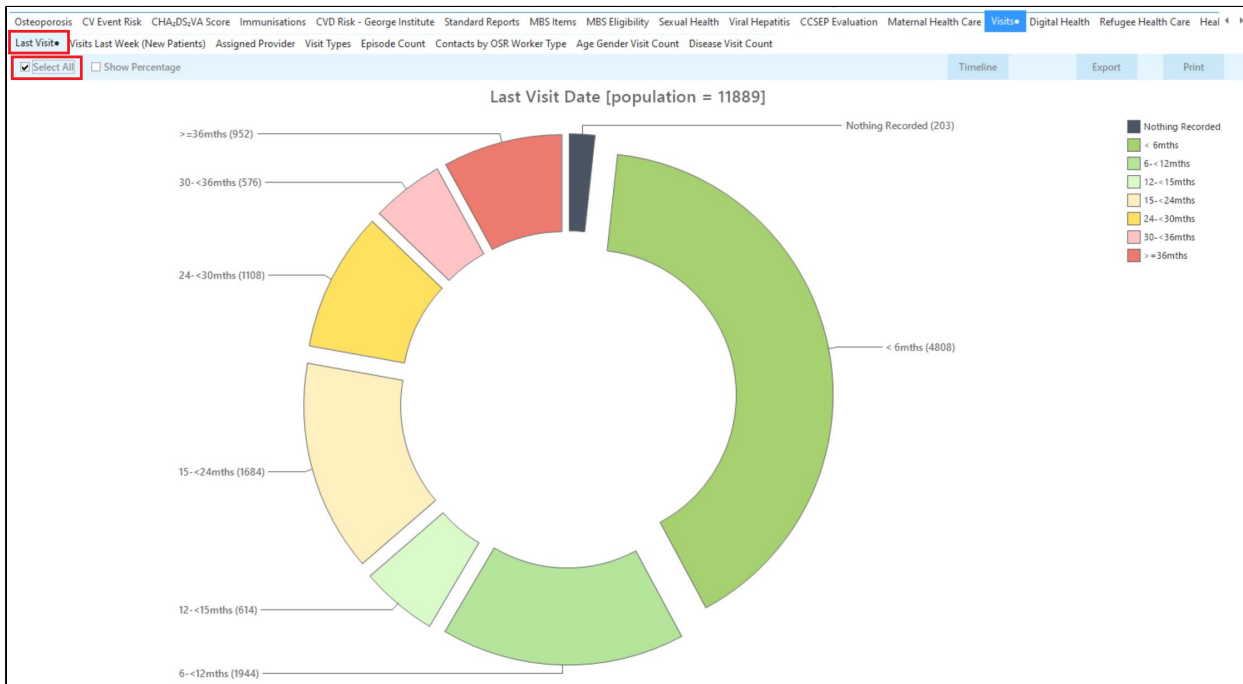 Osteoporosis CV Event Risk CHA₂DS₂VA Score Immunisations CVD Risk - George Institute Standard Reports MBS Items MBS Eligibility Sexual Health Viral Hepatitis CCSEP Evaluation Maternal Health Care Visits• Digital Health Refugee Health Care Heal
Last Visit• Visits Last Week (New Patients) Assigned Provider Visit Types Episode Count Contacts by OSR Worker Type Age Gender Visit Count Disease Visit Count
Select All Show Percentage Timeline Export Print
Last Visit Date [population = 11889]
Nothing Recorded (203)
>=36mths (952)
30-<36mths (576)
24-<30mths (1108)
< 6mths (4808)
15-<24mths (1684)
12-<15mths (614)
6-<12mths (1944)
Nothing Recorded
< 6mths
6-<12mths
12-<15mths
15-<24mths
24-<30mths
30-<36mths
>=36mths